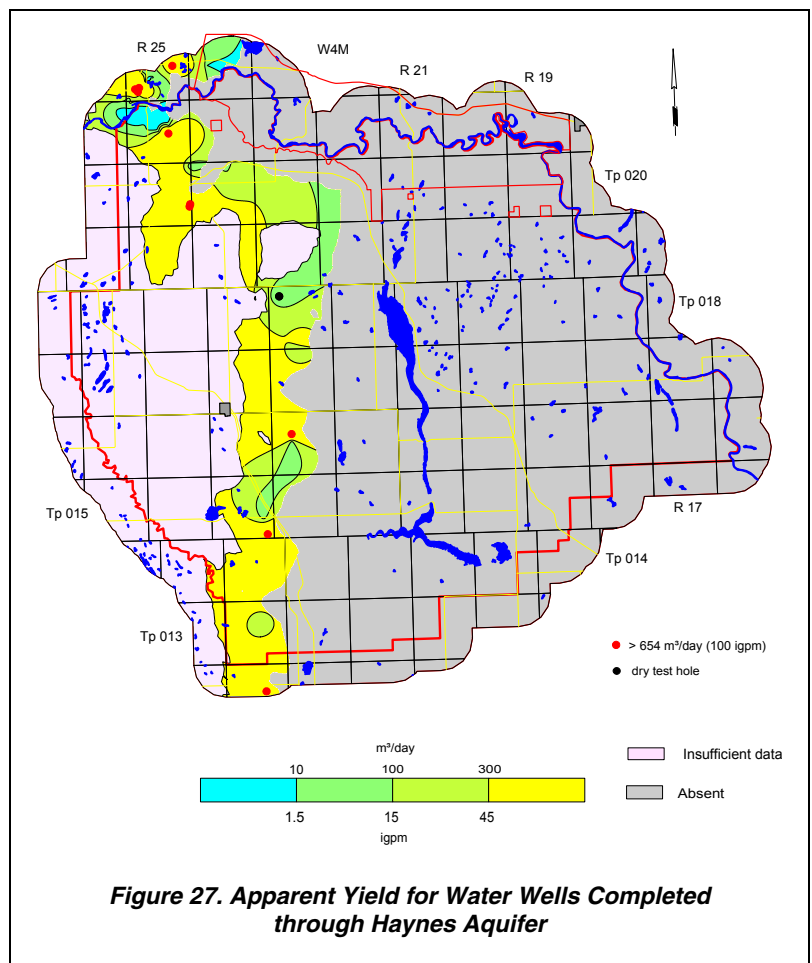 R 25
W4M
R 21
R 19
Tp 020
Tp 018
Tp 015
R 17
Tp 014
Tp 013
> 654 m³/day (100 igpm)
dry test hole
m³/day
10 100 300
1.5 15 45
igpm
Insufficient data
Absent
Figure 27. Apparent Yield for Water Wells Completed
through Haynes Aquifer